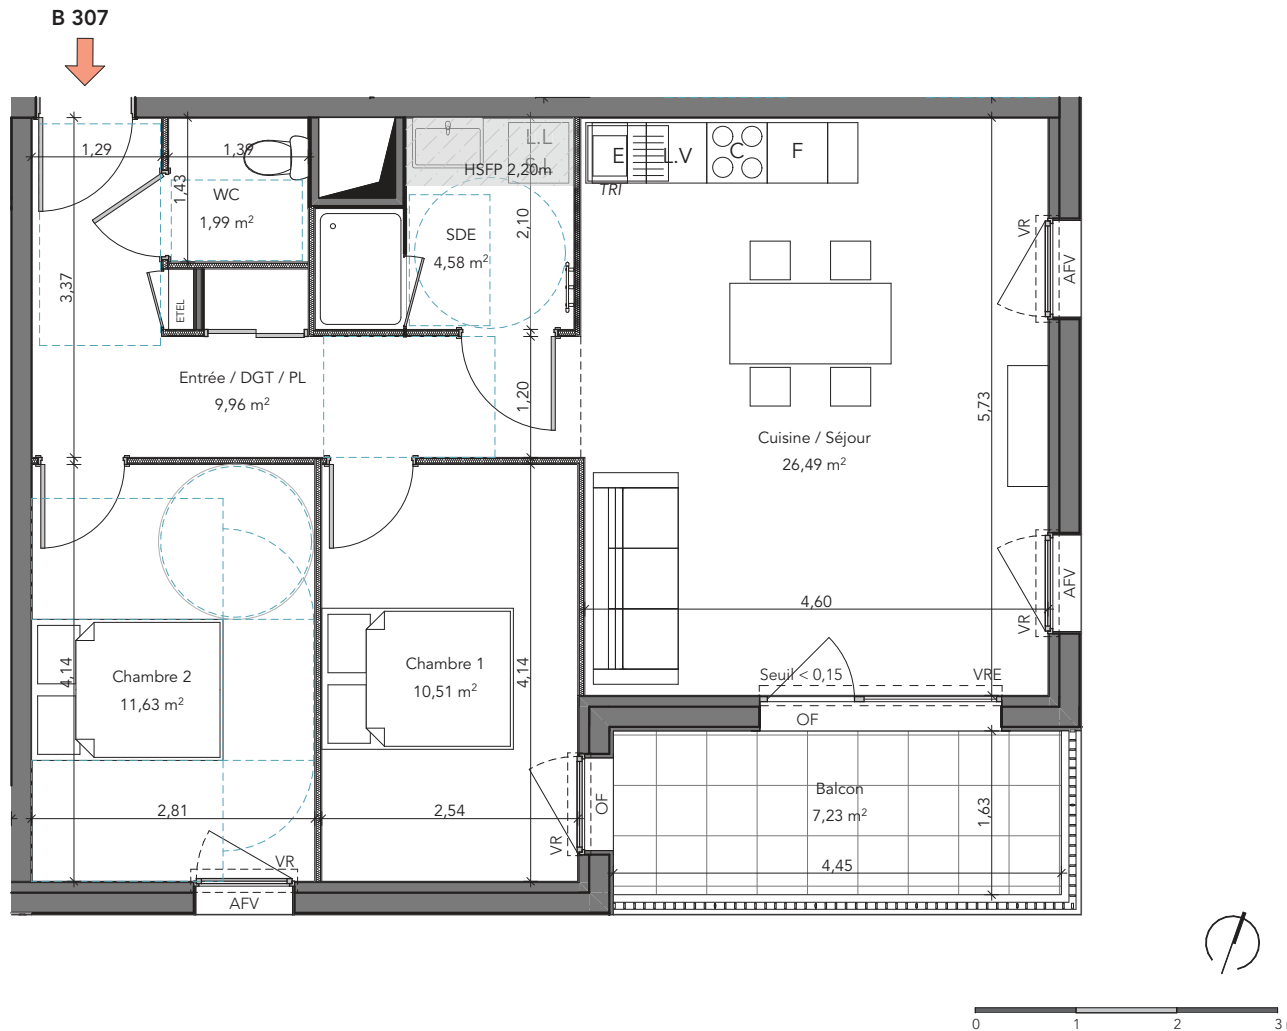 B 307
1,29
1,39
1,43
WC
1,99 m²
3,37
ETEL
L.L
S.L
HSFP 2,20m
SDE
4,58 m²
2,10
E
L.V
C
F
TRI
VR
AFV
Entrée / DGT / PL
9,96 m²
1,20
5,73
Cuisine / Séjour
26,49 m²
4,60
AFV
VR
Seuil < 0,15
VRE
OF
Chambre 2
11,63 m²
4,14
Chambre 1
10,51 m²
4,14
2,81
2,54
VR
AFV
OF
VR
Balcon
7,23 m²
1,63
4,45
0
1
2
3